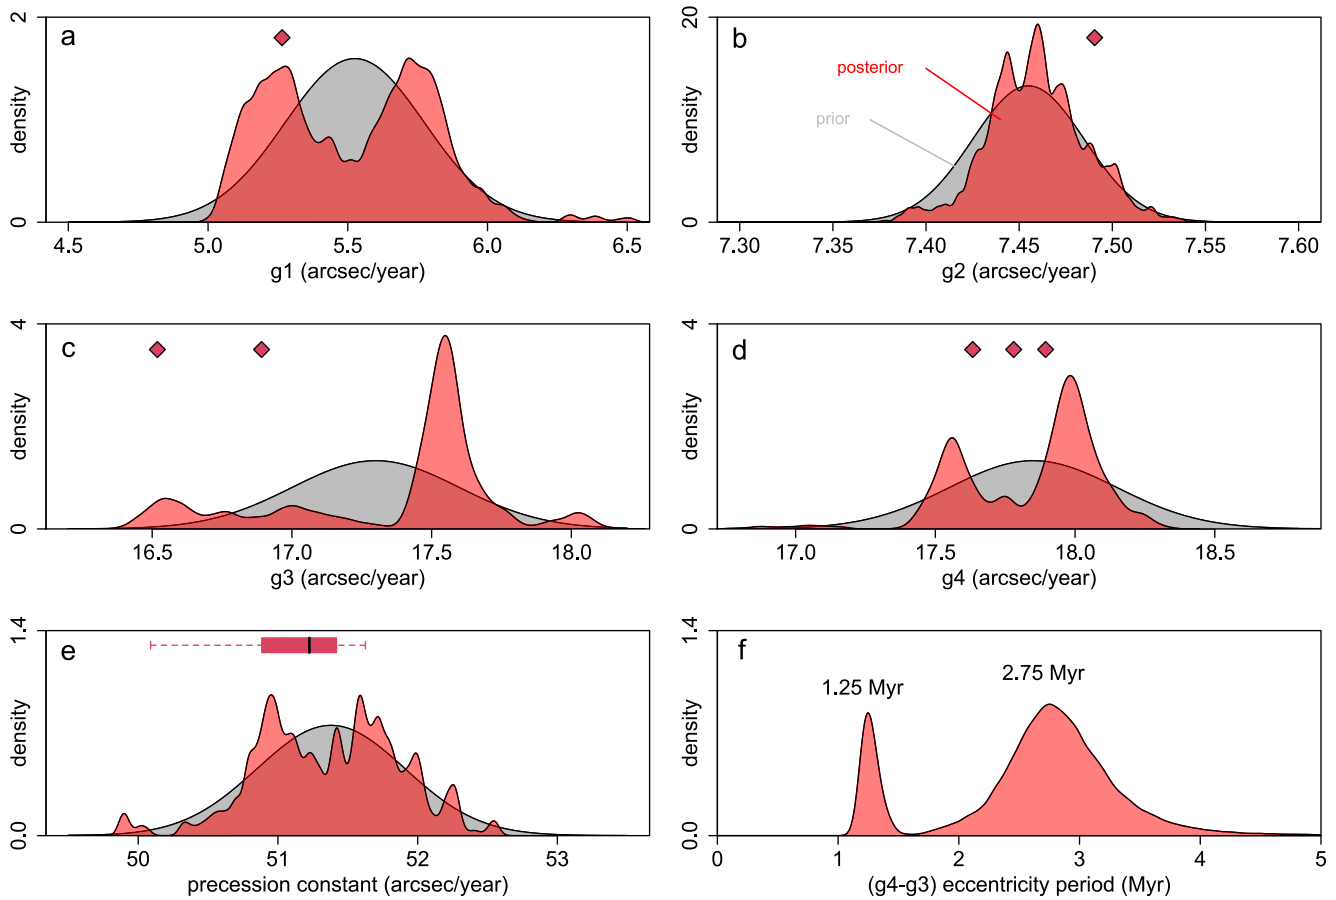 a
2
0
density
4.5 5.0 5.5 6.0 6.5
g1 (arcsec/year)
b
20
0
density
posterior
prior
7.30 7.35 7.40 7.45 7.50 7.55 7.60
g2 (arcsec/year)
c
4
0
density
16.5 17.0 17.5 18.0
g3 (arcsec/year)
d
4
0
density
17.0 17.5 18.0 18.5
g4 (arcsec/year)
e
1.4
0.0
density
50 51 52 53
precession constant (arcsec/year)
f
1.4
0.0
density
1.25 Myr
2.75 Myr
0 1 2 3 4 5
(g4-g3) eccentricity period (Myr)